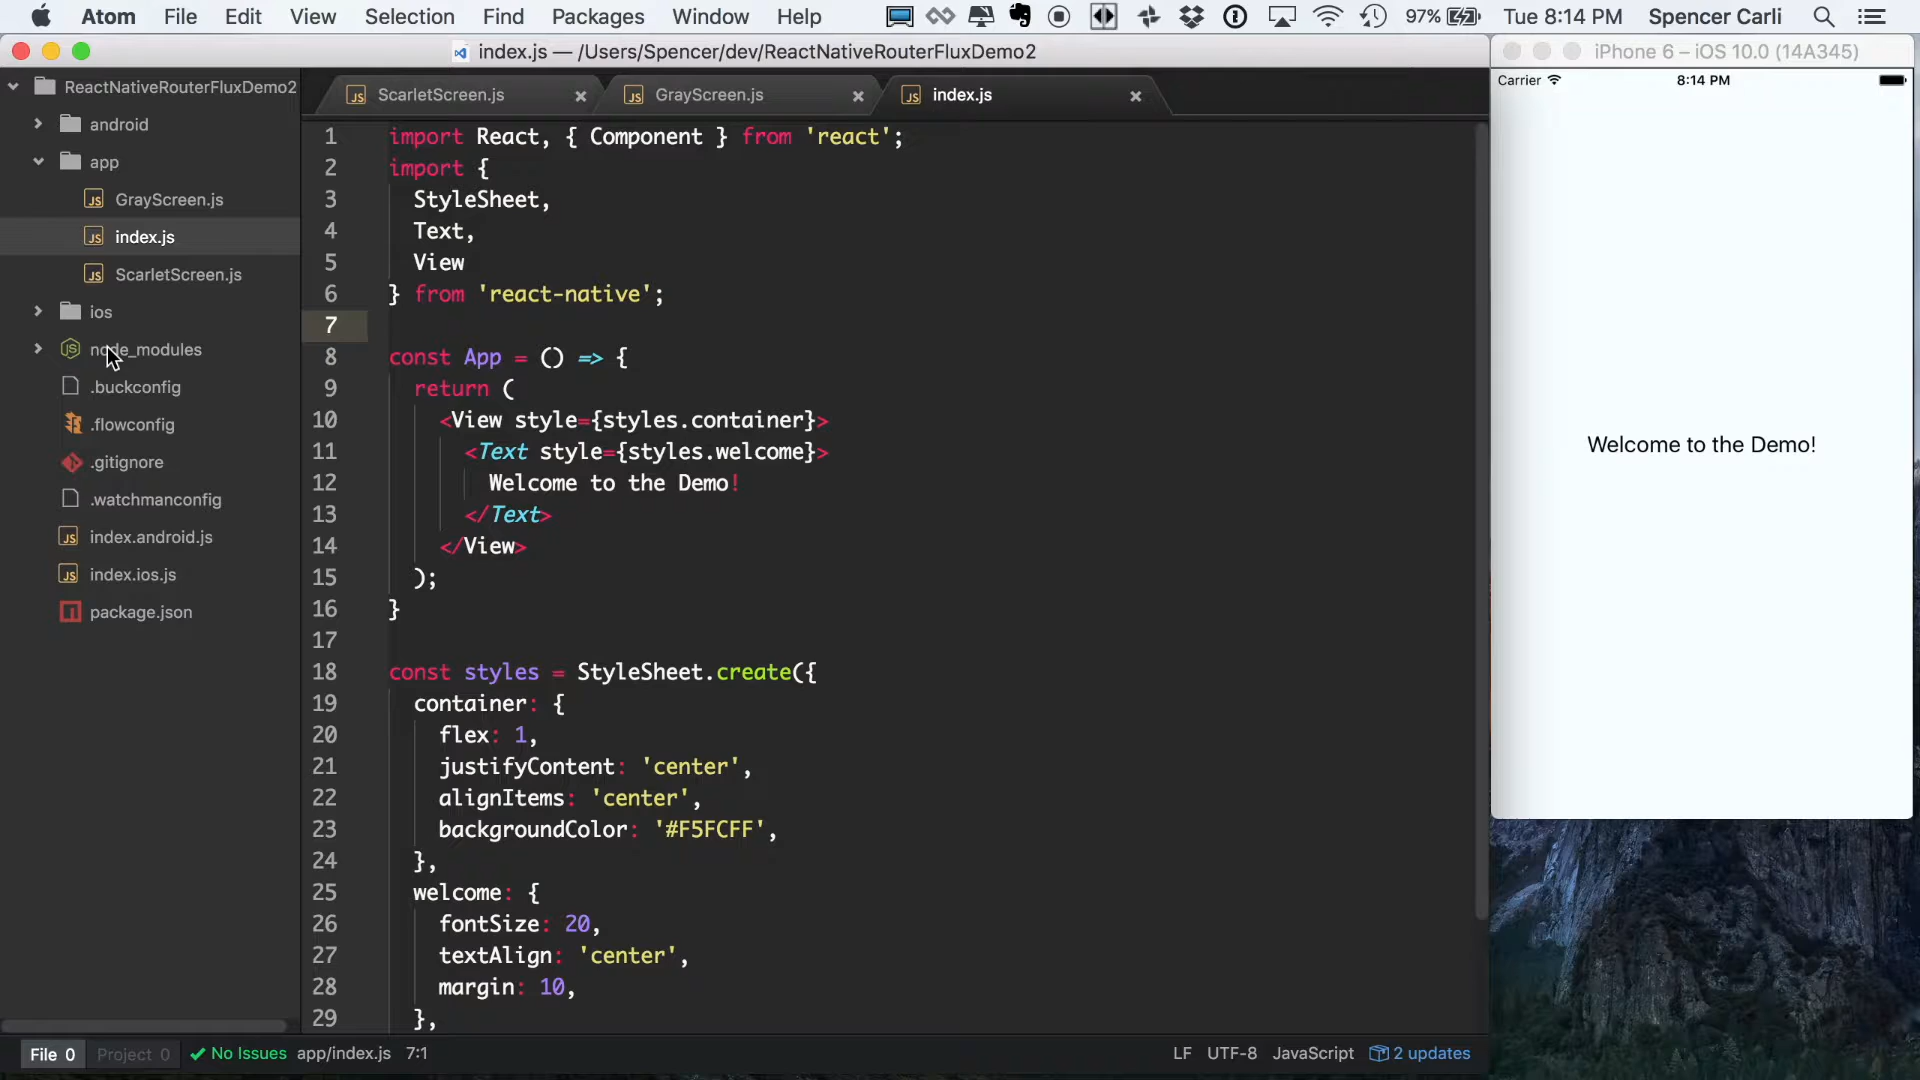 Atom File Edit View Selection Find Packages Window Help 97% Tue 8:14 PM Spencer Carli
index.js — /Users/Spencer/dev/ReactNativeRouterFluxDemo2
iPhone 6 – iOS 10.0 (14A345)
ReactNativeRouterFluxDemo2
android
app
GrayScreen.js
index.js
ScarletScreen.js
ios
node_modules
.buckconfig
.flowconfig
.gitignore
.watchmanconfig
index.android.js
index.ios.js
package.json
ScarletScreen.js GrayScreen.js index.js
1 import React, { Component } from 'react';
2 import {
3 StyleSheet,
4 Text,
5 View
6 } from 'react-native';
7
8 const App = () => {
9 return (
10 <View style={styles.container}>
11 <Text style={styles.welcome}>
12 Welcome to the Demo!
13 </Text>
14 </View>
15 );
16 }
17
18 const styles = StyleSheet.create({
19 container: {
20 flex: 1,
21 justifyContent: 'center',
22 alignItems: 'center',
23 backgroundColor: '#F5FCFF',
24 },
25 welcome: {
26 fontSize: 20,
27 textAlign: 'center',
28 margin: 10,
29 },
Carrier 8:14 PM
Welcome to the Demo!
File 0 Project 0 No Issues app/index.js 7:1 LF UTF-8 JavaScript 2 updates